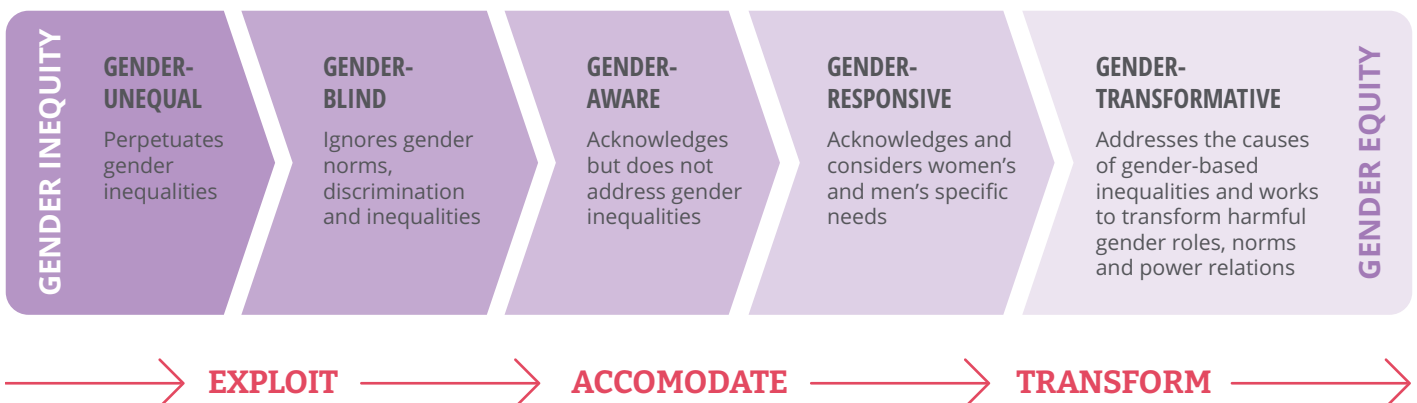 GENDER INEQUITY
GENDER-
UNEQUAL
Perpetuates
gender
inequalities
GENDER-
BLIND
Ignores gender
norms,
discrimination
and inequalities
GENDER-
AWARE
Acknowledges
but does not
address gender
inequalities
GENDER-
RESPONSIVE
Acknowledges and
considers women’s
and men’s specific
needs
GENDER-
TRANSFORMATIVE
Addresses the causes
of gender-based
inequalities and works
to transform harmful
gender roles, norms
and power relations
GENDER EQUITY
EXPLOIT
ACCOMODATE
TRANSFORM